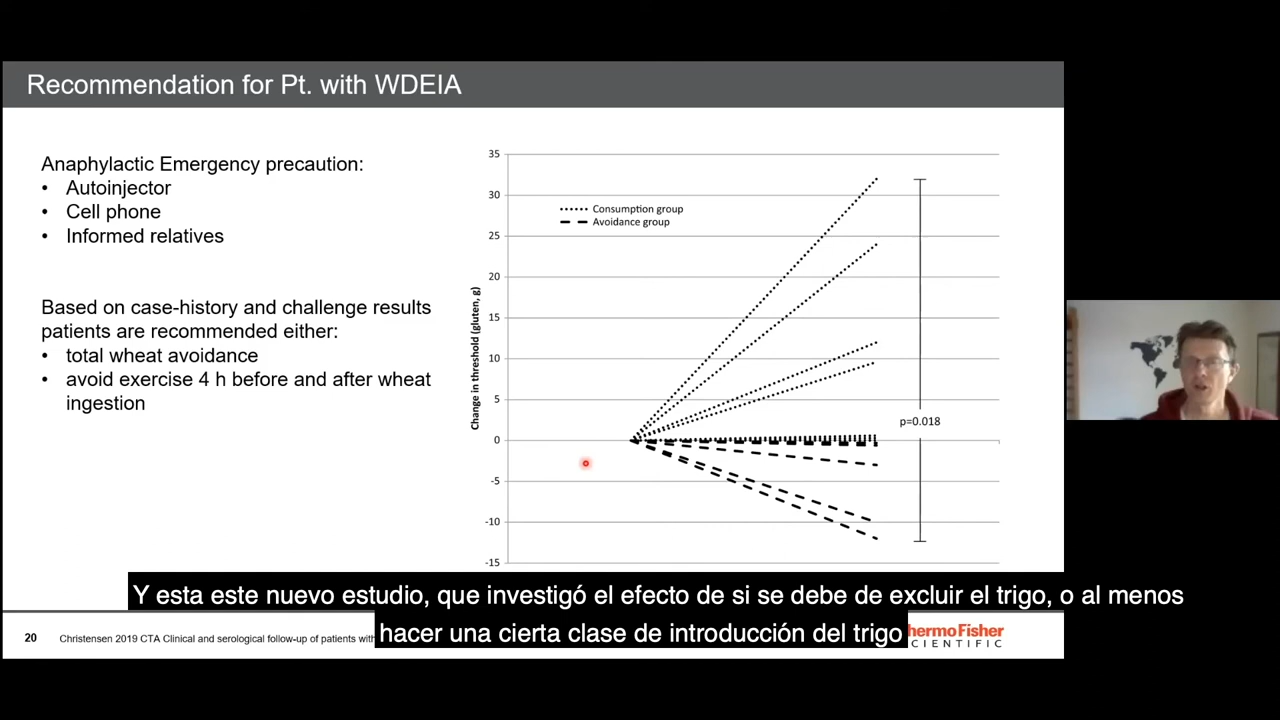 Recommendation for Pt. with WDEIA
Anaphylactic Emergency precaution:
• Autoinjector
• Cell phone
• Informed relatives
Based on case-history and challenge results
patients are recommended either:
• total wheat avoidance
• avoid exercise 4 h before and after wheat
ingestion
Change in threshold (gluten, g)
35
30
25
20
15
10
5
0
-5
-10
-15
Consumption group
Avoidance group
p=0.018
Y esta este nuevo estudio, que investigó el efecto de si se debe de excluir el trigo, o al menos
hacer una cierta clase de introducción del trigo
20
Christensen 2019 CTA Clinical and serological follow-up of patients with
hermoFisher
CIENTIFIC